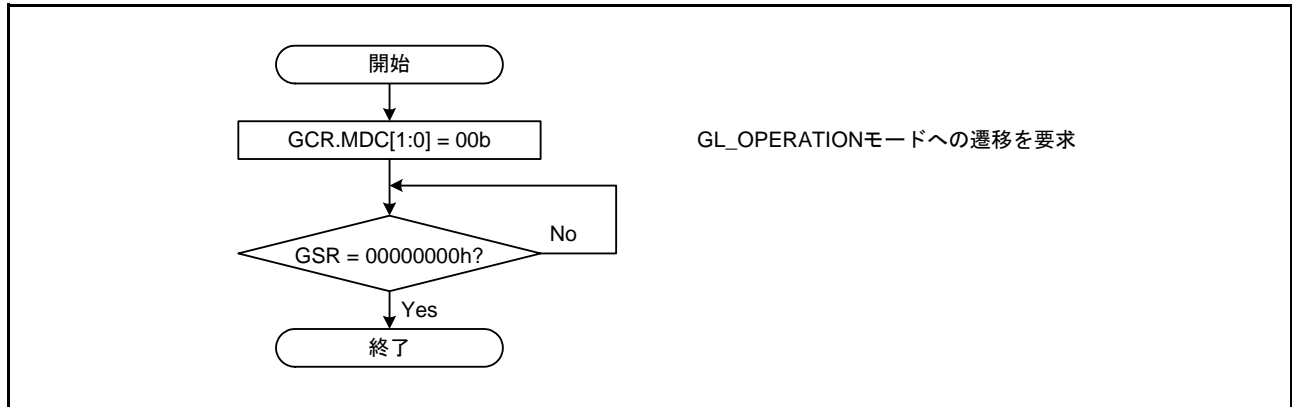 開始
GCR.MDC[1:0] = 00b
GL_OPERATIONモードへの遷移を要求
GSR = 00000000h?
No
Yes
終了